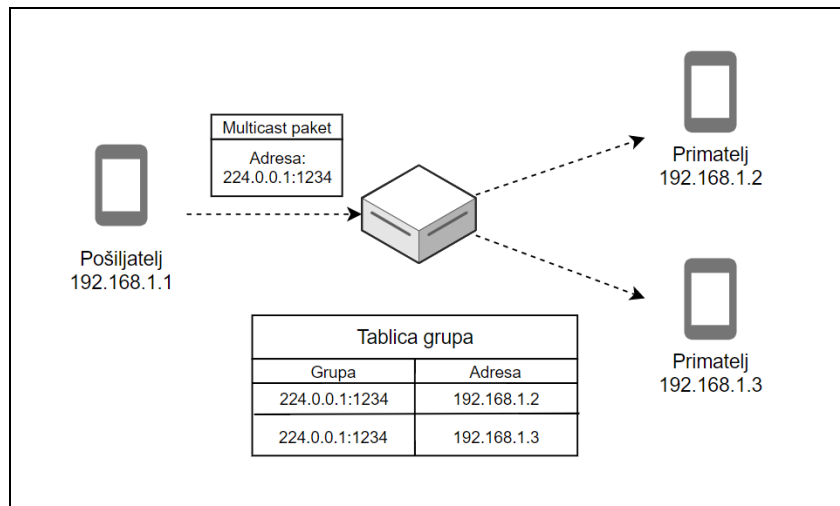 Multicast paket
Adresa:
224.0.0.1:1234
Pošiljatelj
192.168.1.1
Primatelj
192.168.1.2
Primatelj
192.168.1.3
Tablica grupa
Grupa Adresa
224.0.0.1:1234 192.168.1.2
224.0.0.1:1234 192.168.1.3